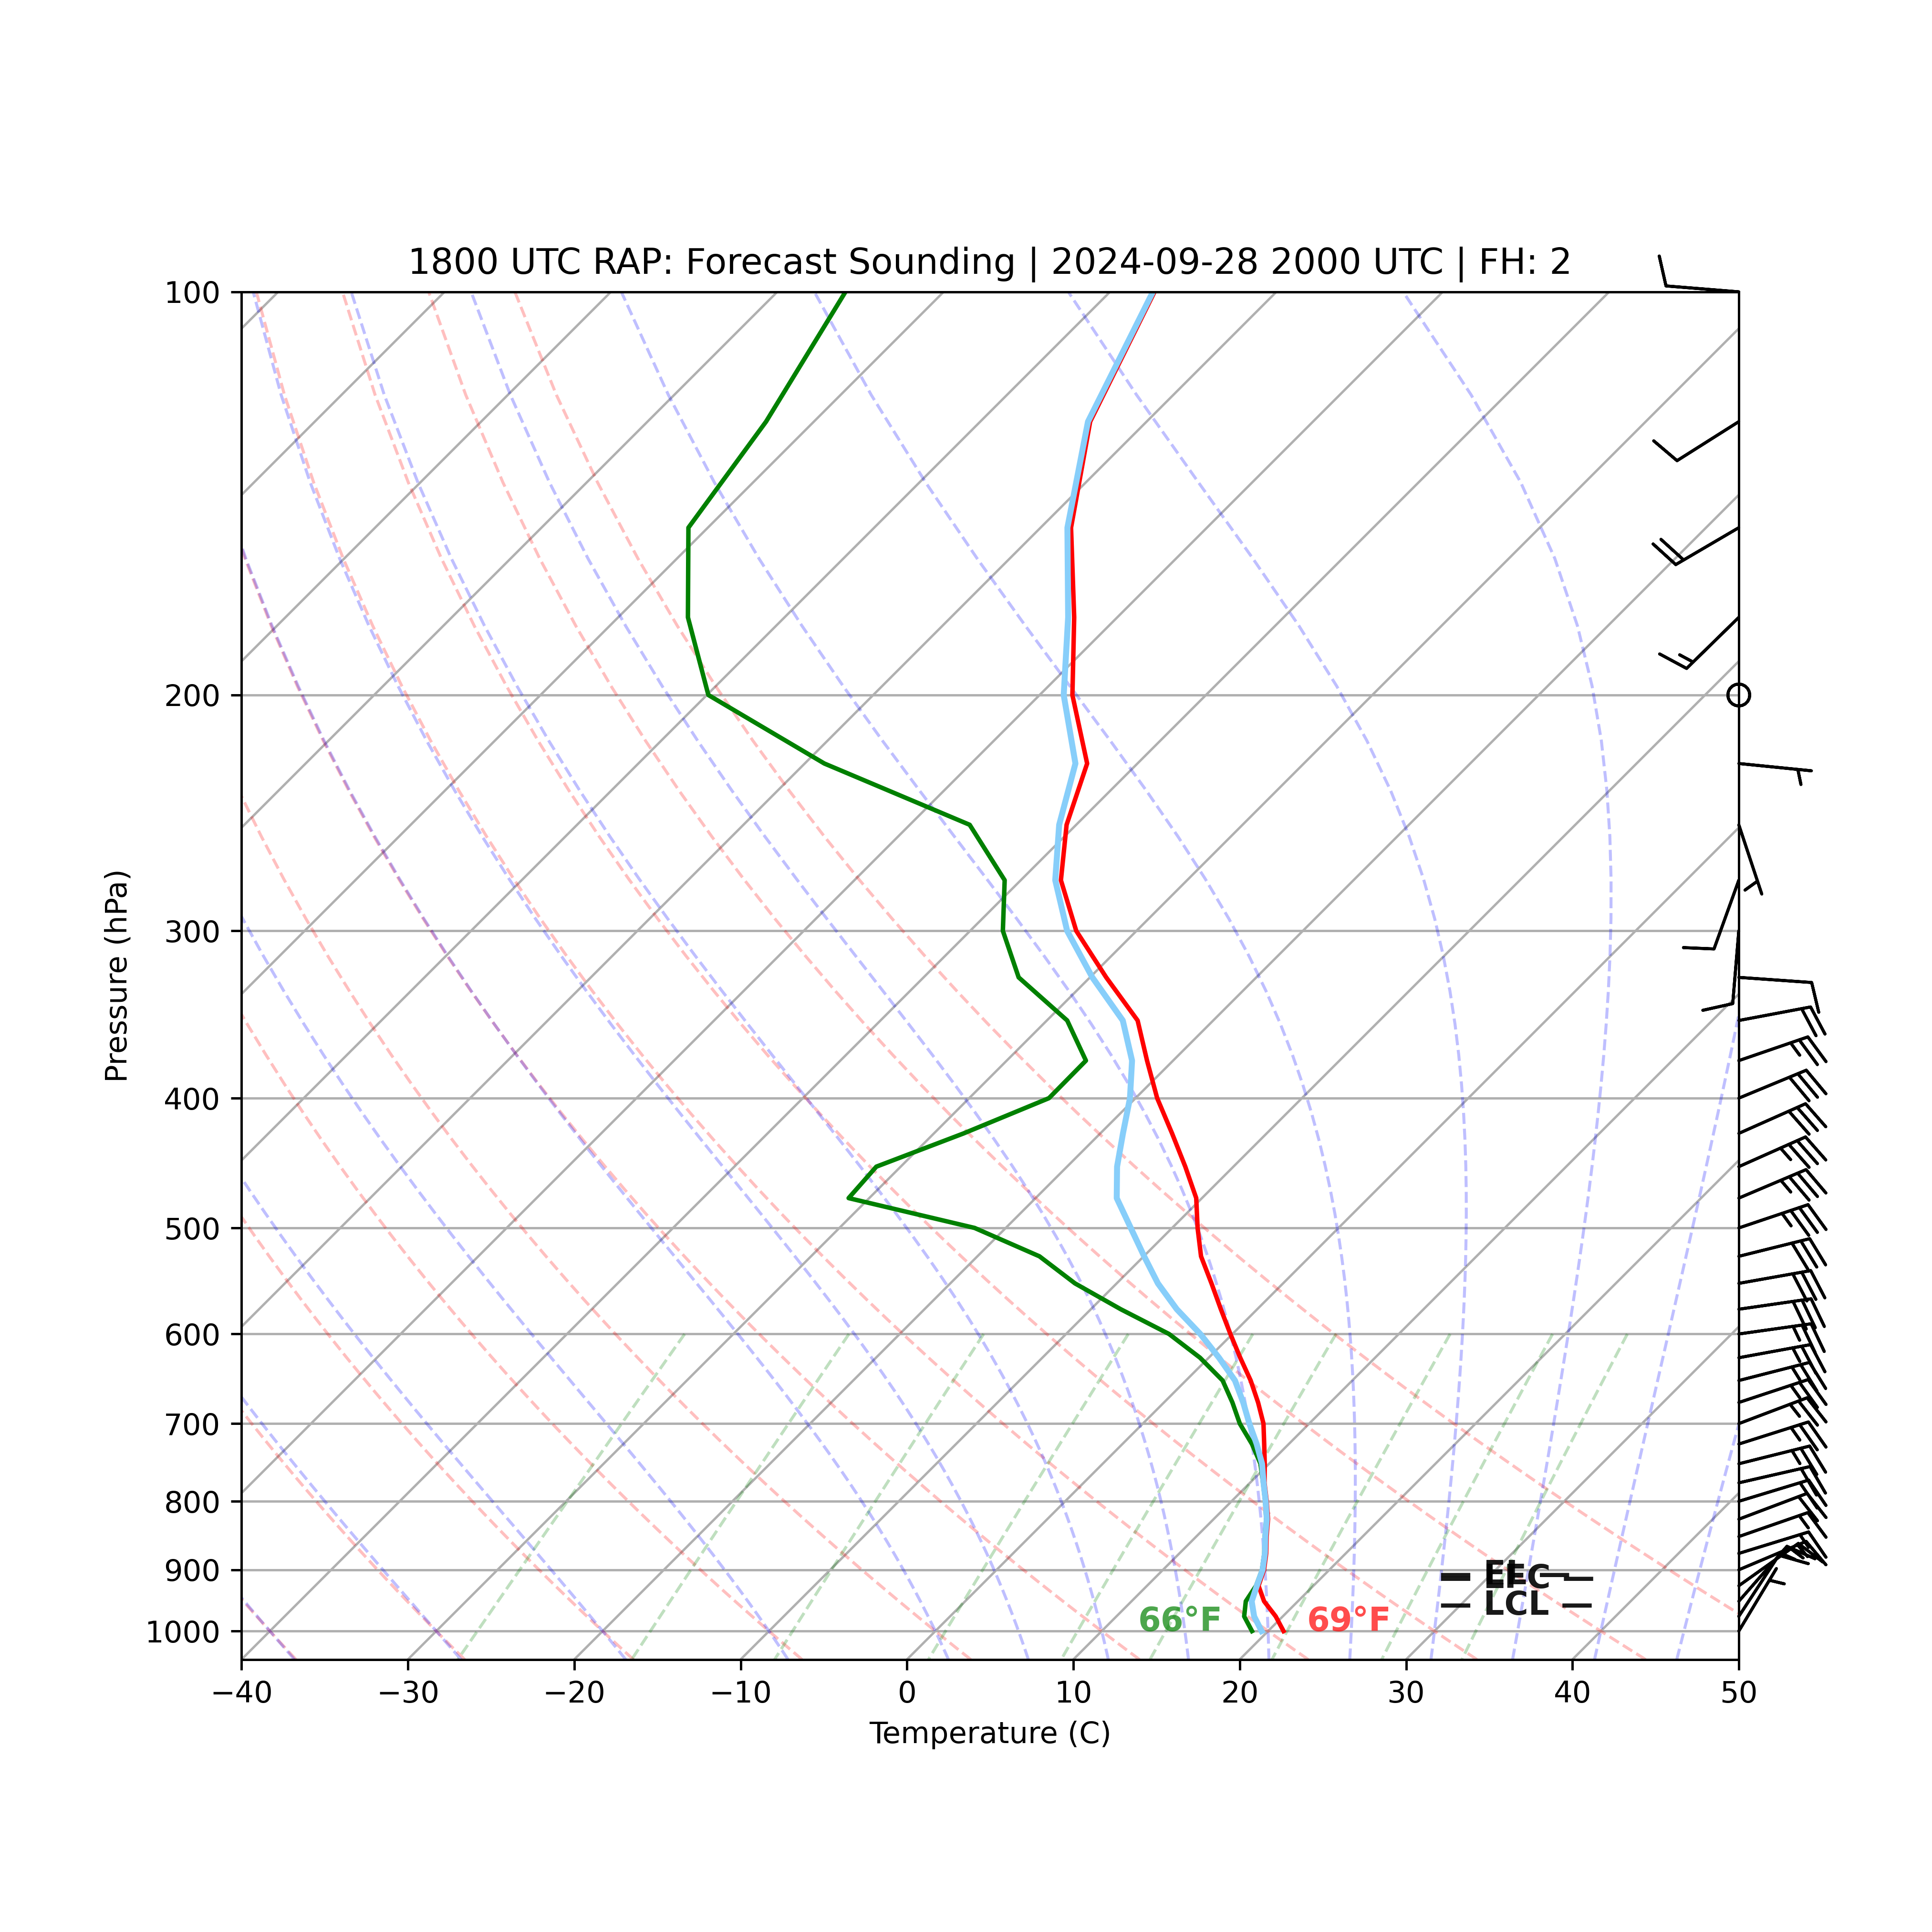 1800 UTC RAP: Forecast Sounding | 2024-09-28 2000 UTC | FH: 2
100
200
300
400
500
600
700
800
900
1000
Pressure (hPa)
LCL
66°F
69°F
−40 −30 −20 −10 0 10 20 30 40 50
Temperature (C)